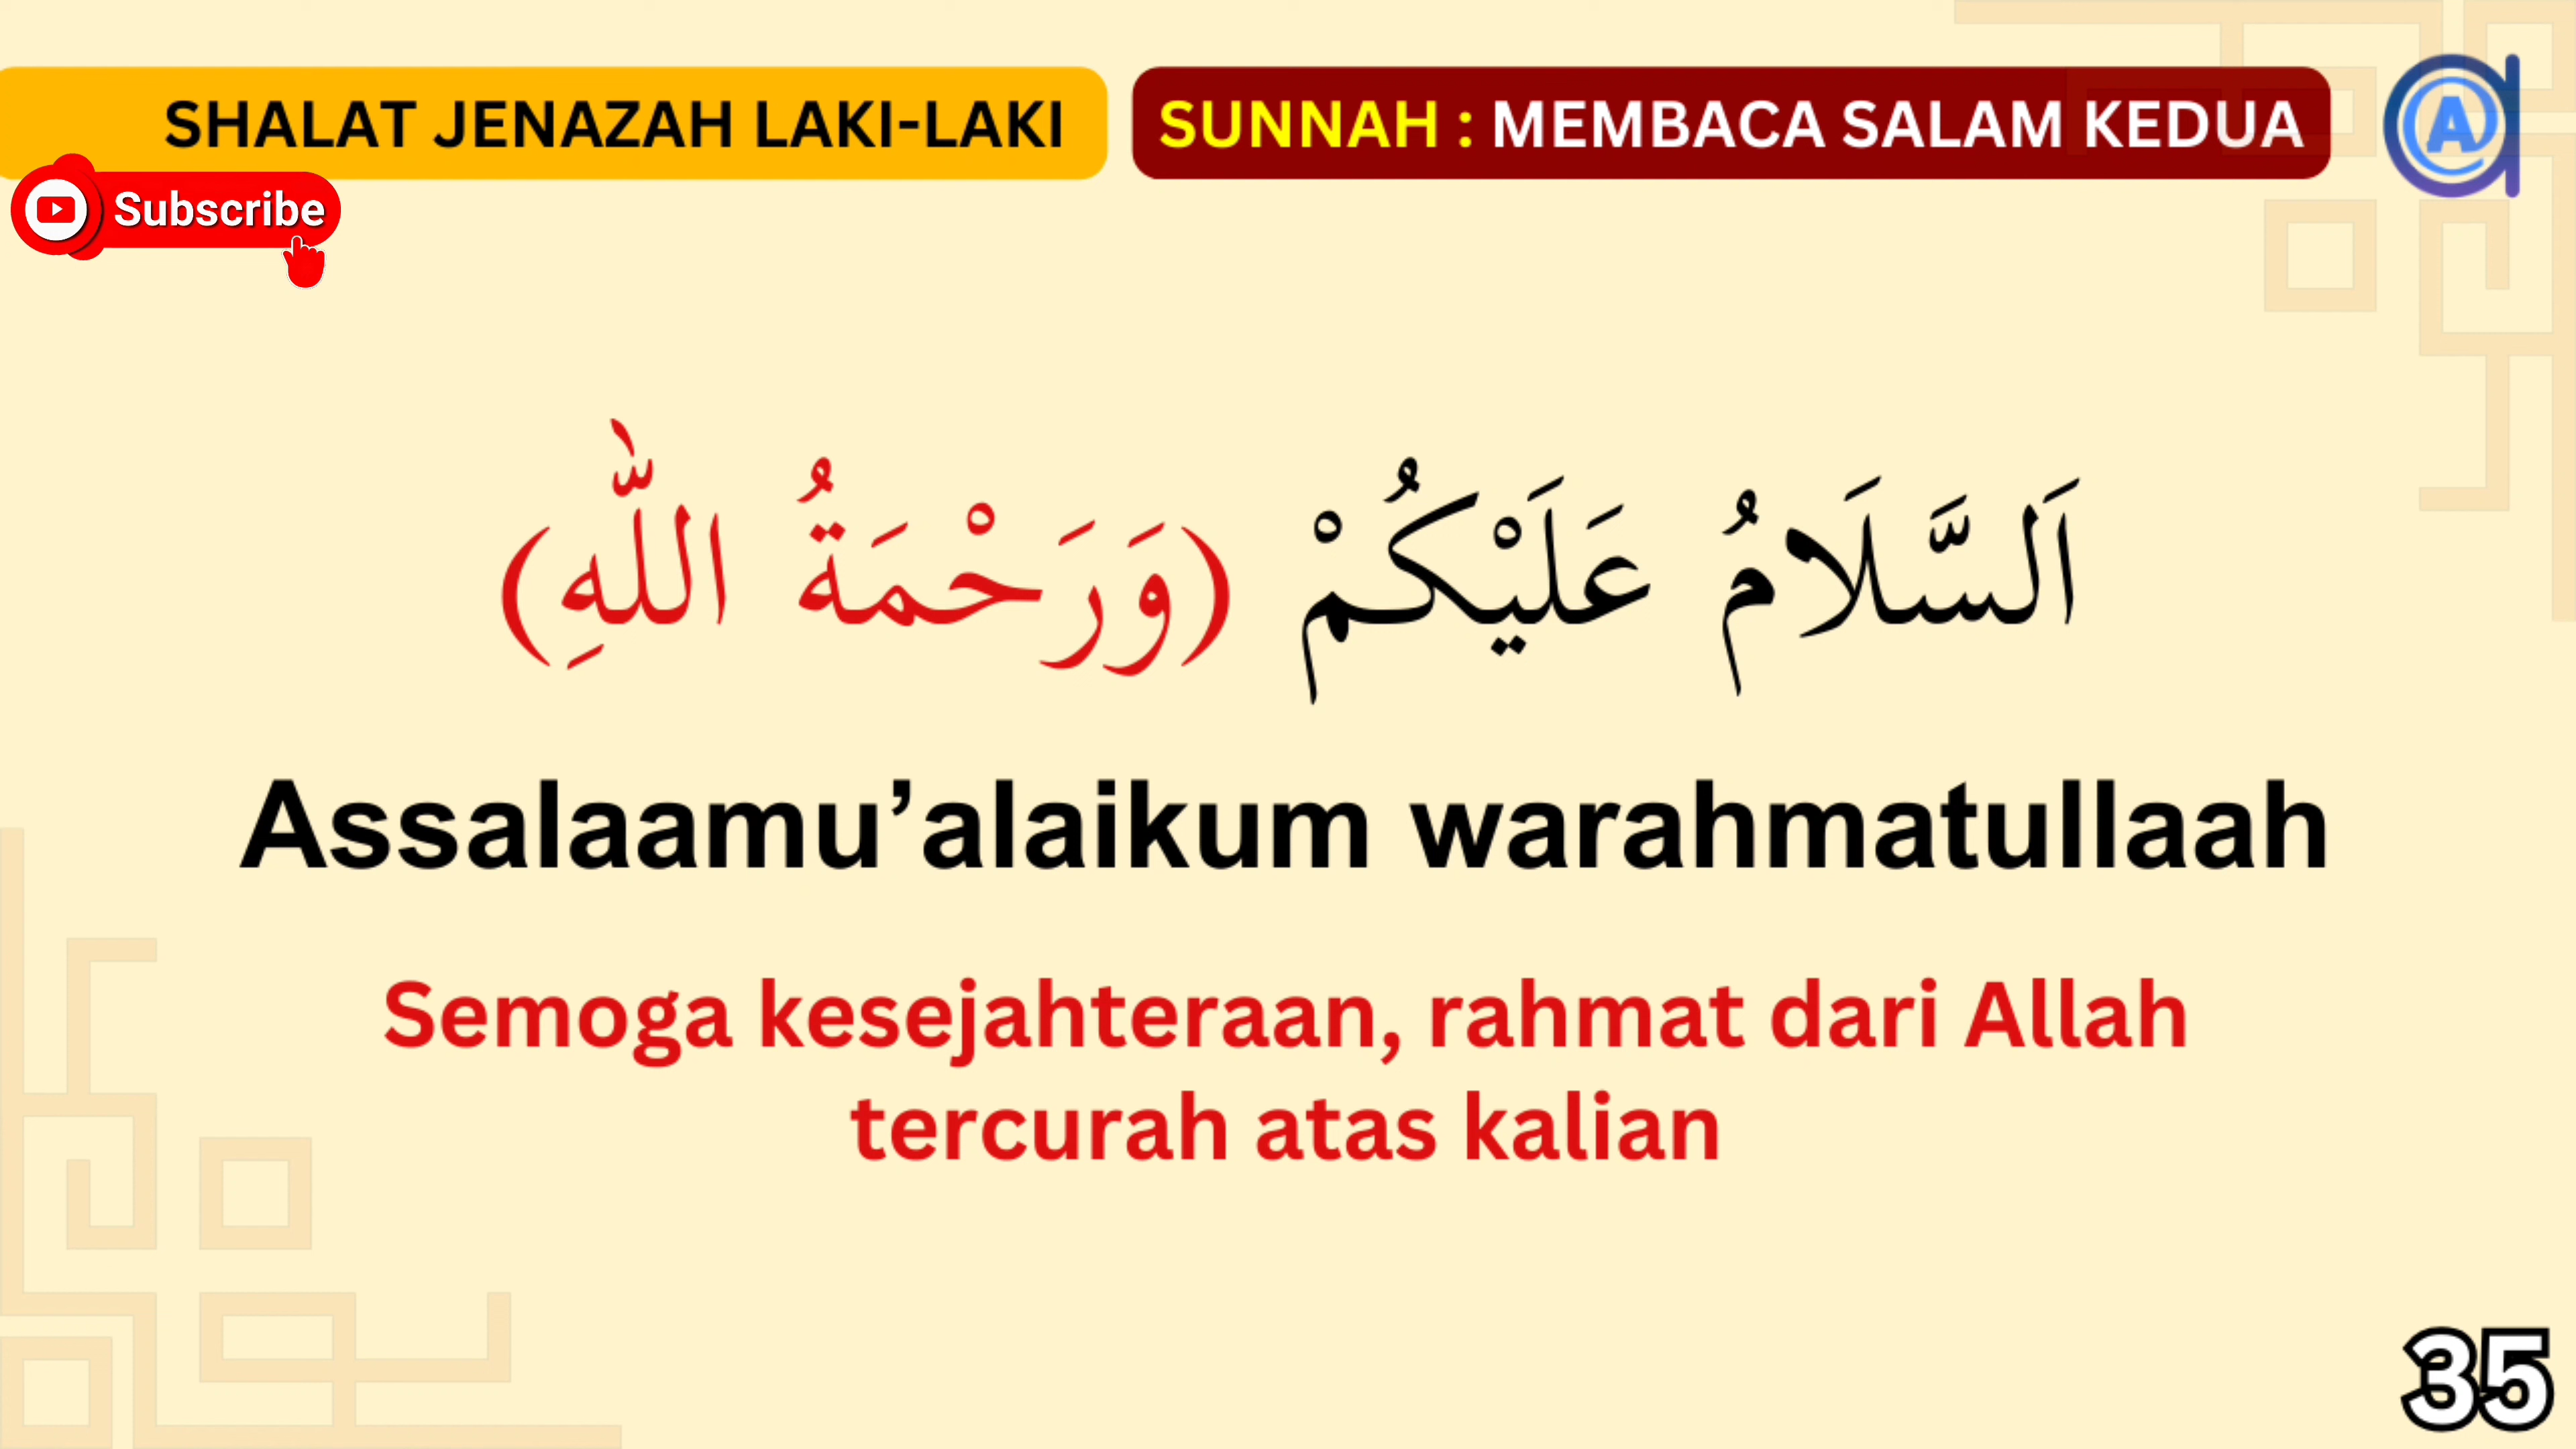 SHALAT JENAZAH LAKI-LAKI
SUNNAH : MEMBACA SALAM KEDUA
A
Subscribe
اَلسَّلَامُ عَلَيْكُمْ (وَرَحْمَةُ اللّٰهِ)
Assalaamu’alaikum warahmatullaah
Semoga kesejahteraan, rahmat dari Allah
tercurah atas kalian
35